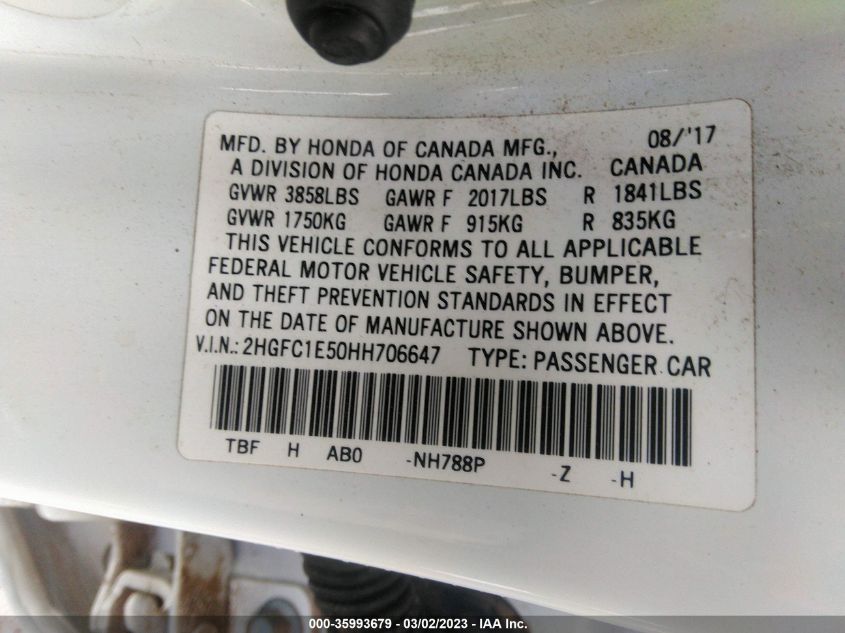 MFD. BY HONDA OF CANADA MFG., 08/'17
A DIVISION OF HONDA CANADA INC. CANADA
GVWR 3858LBS GAWR F 2017LBS R 1841LBS
GVWR 1750KG GAWR F 915KG R 835KG
THIS VEHICLE CONFORMS TO ALL APPLICABLE
FEDERAL MOTOR VEHICLE SAFETY, BUMPER,
AND THEFT PREVENTION STANDARDS IN EFFECT
ON THE DATE OF MANUFACTURE SHOWN ABOVE.
V.I.N.: 2HGFC1E50HH706647 TYPE: PASSENGER CAR
TBF H AB0 -NH788P -Z -H
000-35993679 / 03/02/2023 - IAA Inc.